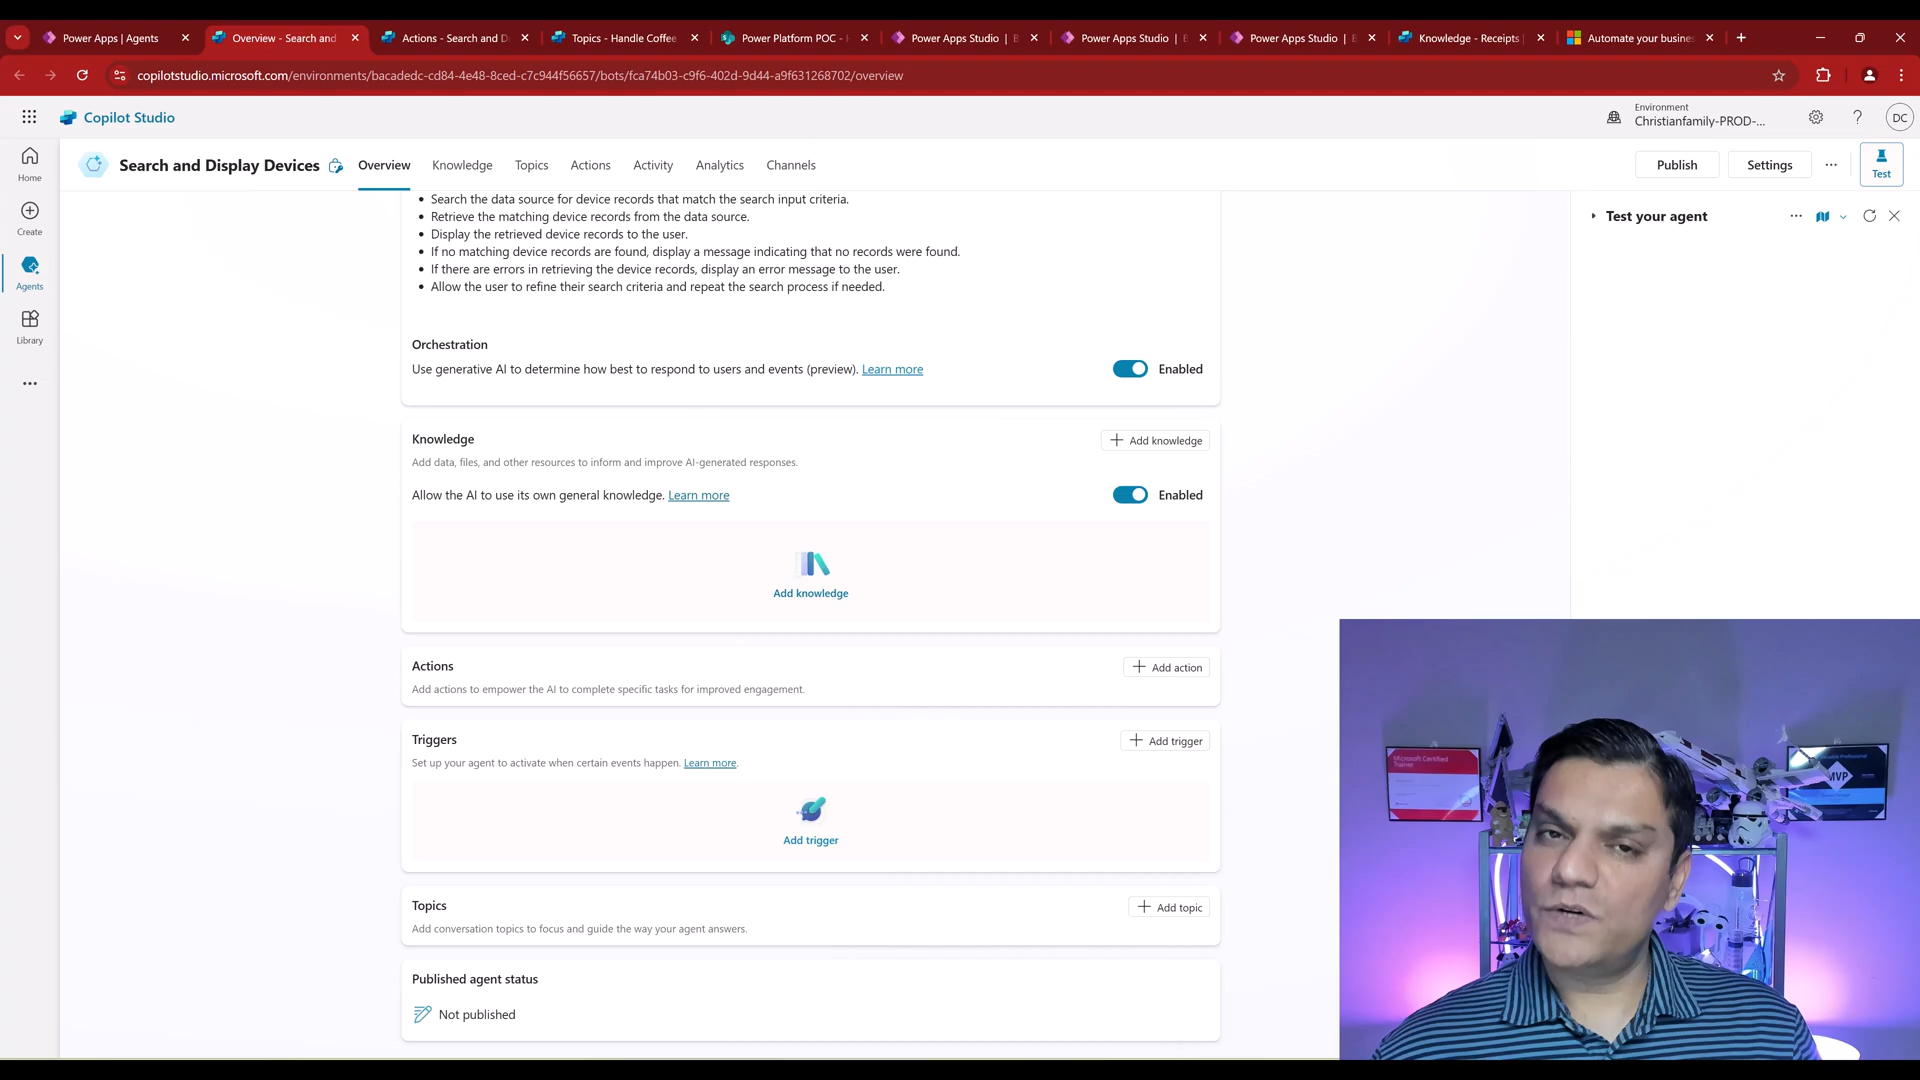 Power Apps | Agents
Overview - Search and
Actions - Search and D
Topics - Handle Coffee
Power Platform POC -
Power Apps Studio |
Power Apps Studio |
Power Apps Studio |
Knowledge - Receipts
Automate your busine
copilotstudio.microsoft.com/environments/bacadedc-cd84-4e48-8ced-c7c944f56657/bots/fca74b03-c9f6-402d-9d44-a9f631268702/overview
Copilot Studio
Environment
Christianfamily-PROD-...
DC
Home
Create
Agents
Library
Search and Display Devices
Overview
Knowledge
Topics
Actions
Activity
Analytics
Channels
Publish
Settings
Test
• Search the data source for device records that match the search input criteria.
• Retrieve the matching device records from the data source.
• Display the retrieved device records to the user.
• If no matching device records are found, display a message indicating that no records were found.
• If there are errors in retrieving the device records, display an error message to the user.
• Allow the user to refine their search criteria and repeat the search process if needed.
Orchestration
Use generative AI to determine how best to respond to users and events (preview). Learn more
Enabled
Knowledge
Add knowledge
Add data, files, and other resources to inform and improve AI-generated responses.
Allow the AI to use its own general knowledge. Learn more
Enabled
Add knowledge
Actions
Add action
Add actions to empower the AI to complete specific tasks for improved engagement.
Triggers
Add trigger
Set up your agent to activate when certain events happen. Learn more.
Add trigger
Topics
Add topic
Add conversation topics to focus and guide the way your agent answers.
Published agent status
Not published
Test your agent
Microsoft Certified
Trainer
MVP